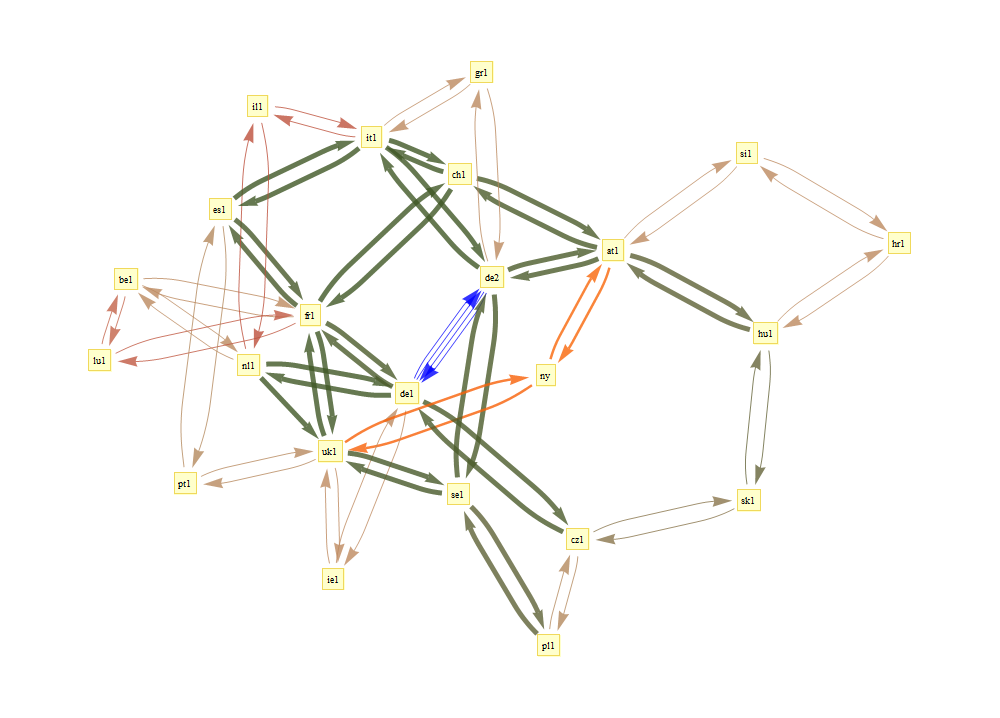 gr1
il1
it1
si1
ch1
es1
hr1
at1
be1
de2
fr1
hu1
lu1
nl1
ny
de1
uk1
pt1
se1
sk1
cz1
ie1
pl1